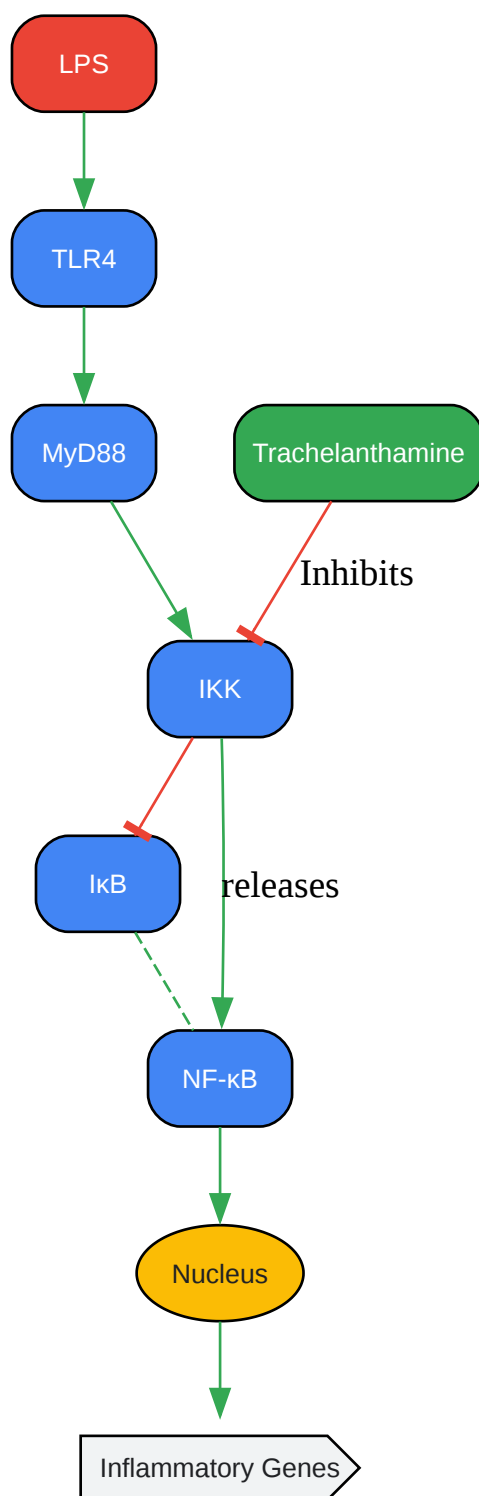 LPS
TLR4
MyD88
Trachelanthamine
Inhibits
IKK
IκB
releases
NF-κB
Nucleus
Inflammatory Genes